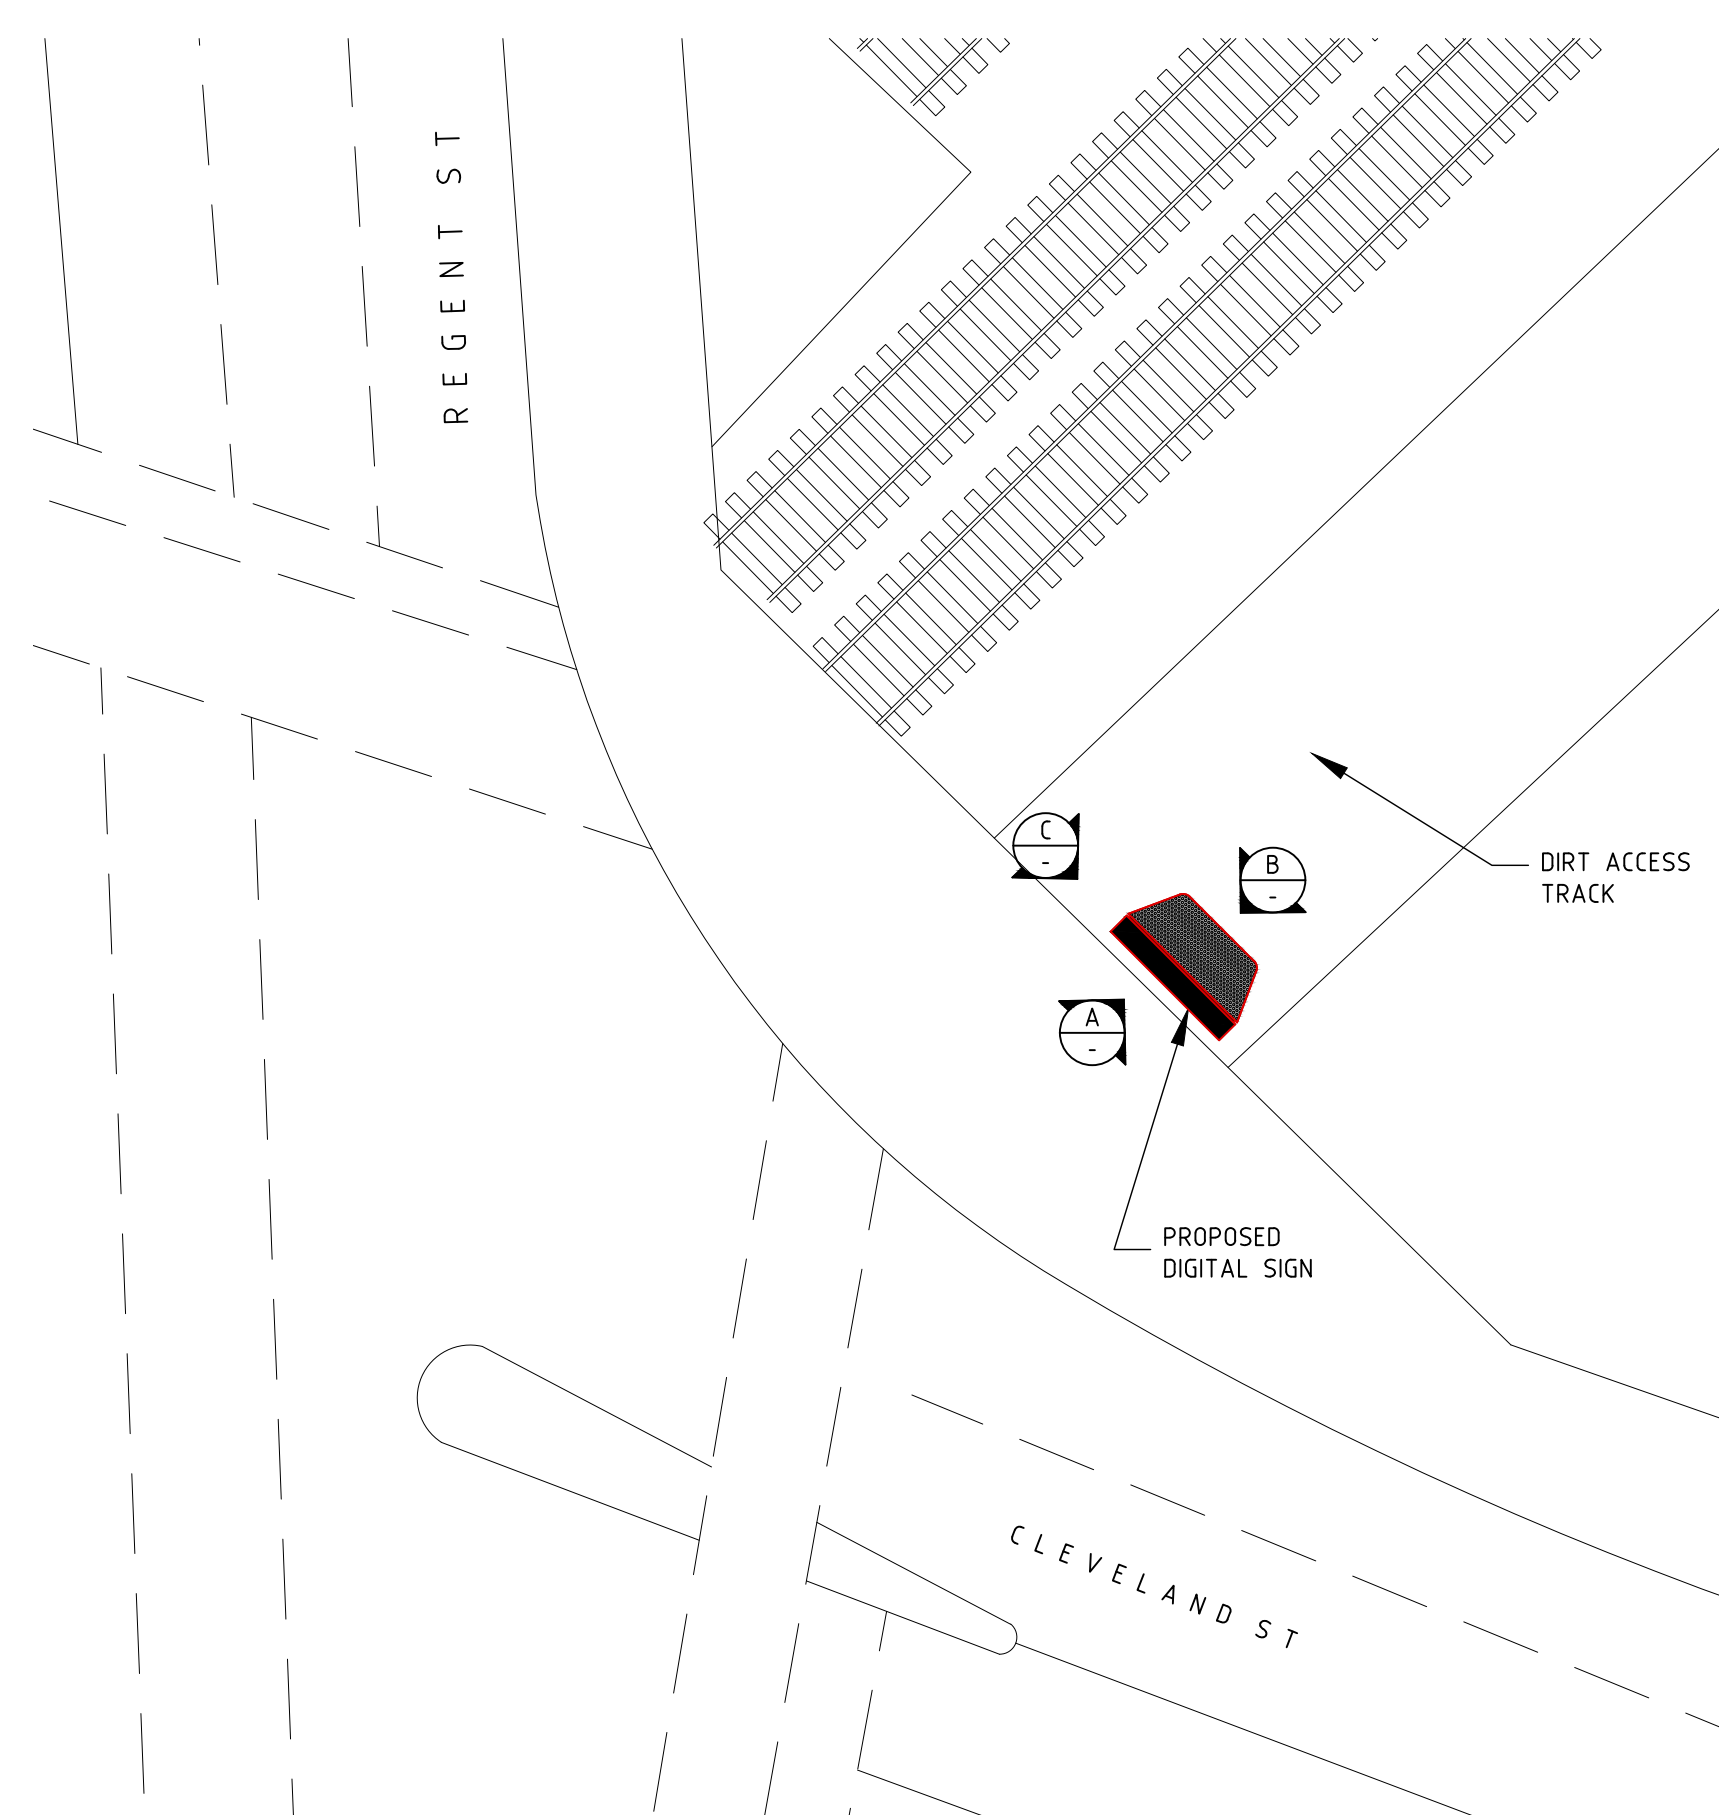 REGENT ST
C
-
B
-
DIRT ACCESS
TRACK
A
-
PROPOSED
DIGITAL SIGN
CLEVELAND ST